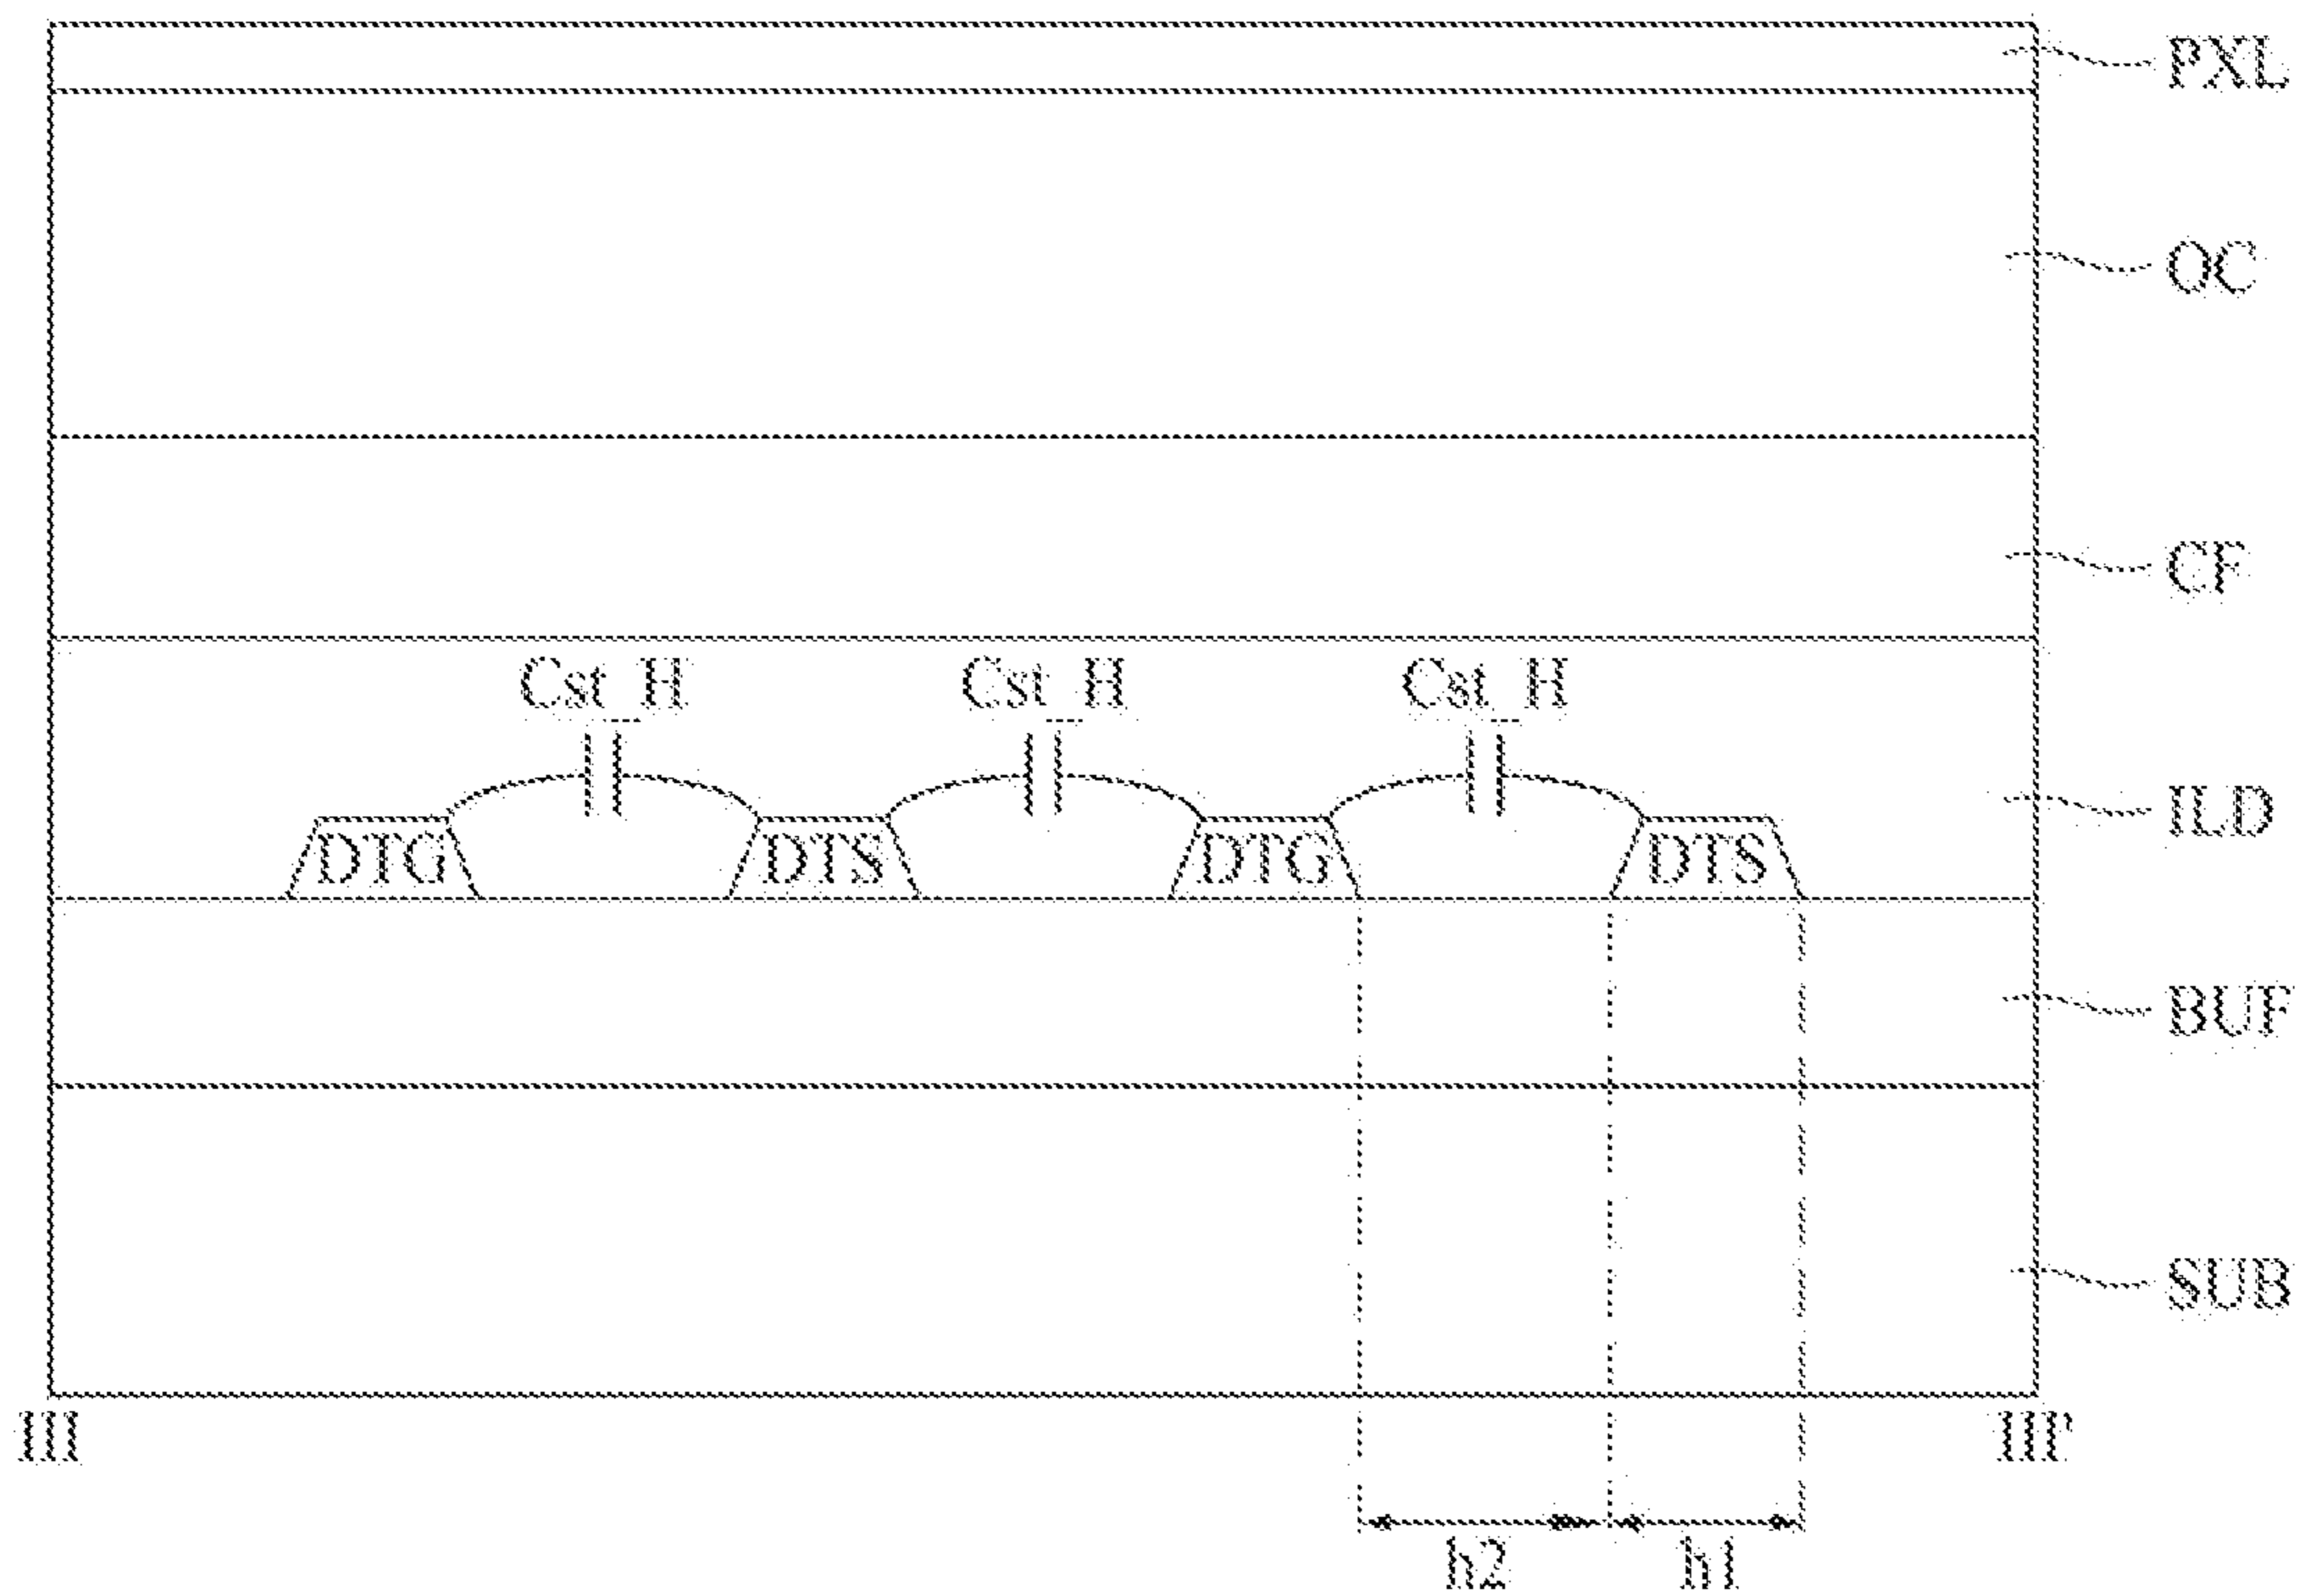 PXL
OC
CF
Cst_H Cst_H Cst_H
ILD
DTG DTS DTG DTS
BUF
SUB
III III'
h2 h1